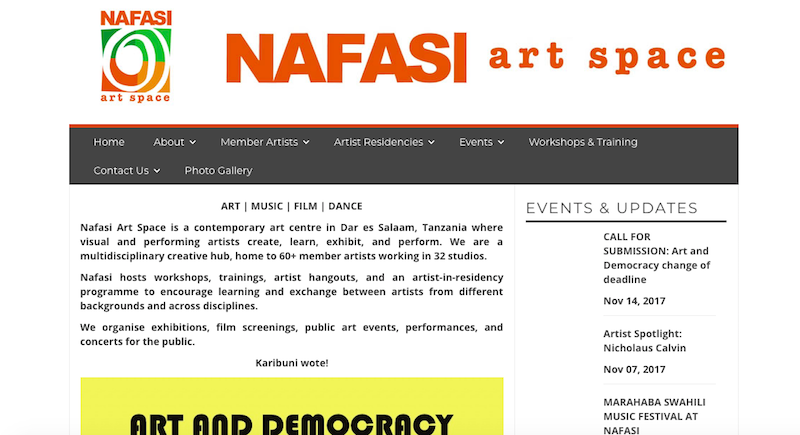 NAFASI
art space
NAFASI art space
Home About Member Artists Artist Residencies Events Workshops & Training
Contact Us Photo Gallery
ART | MUSIC | FILM | DANCE
Nafasi Art Space is a contemporary art centre in Dar es Salaam, Tanzania where
visual and performing artists create, learn, exhibit, and perform. We are a
multidisciplinary creative hub, home to 60+ member artists working in 32 studios.
Nafasi hosts workshops, trainings, artist hangouts, and an artist-in-residency
programme to encourage learning and exchange between artists from different
backgrounds and across disciplines.
We organise exhibitions, film screenings, public art events, performances, and
concerts for the public.
Karibuni wote!
ART AND DEMOCRACY
EVENTS & UPDATES
CALL FOR
SUBMISSION: Art and
Democracy change of
deadline
Nov 14, 2017
Artist Spotlight:
Nicholaus Calvin
Nov 07, 2017
MARAHABA SWAHILI
MUSIC FESTIVAL AT
NAFASI